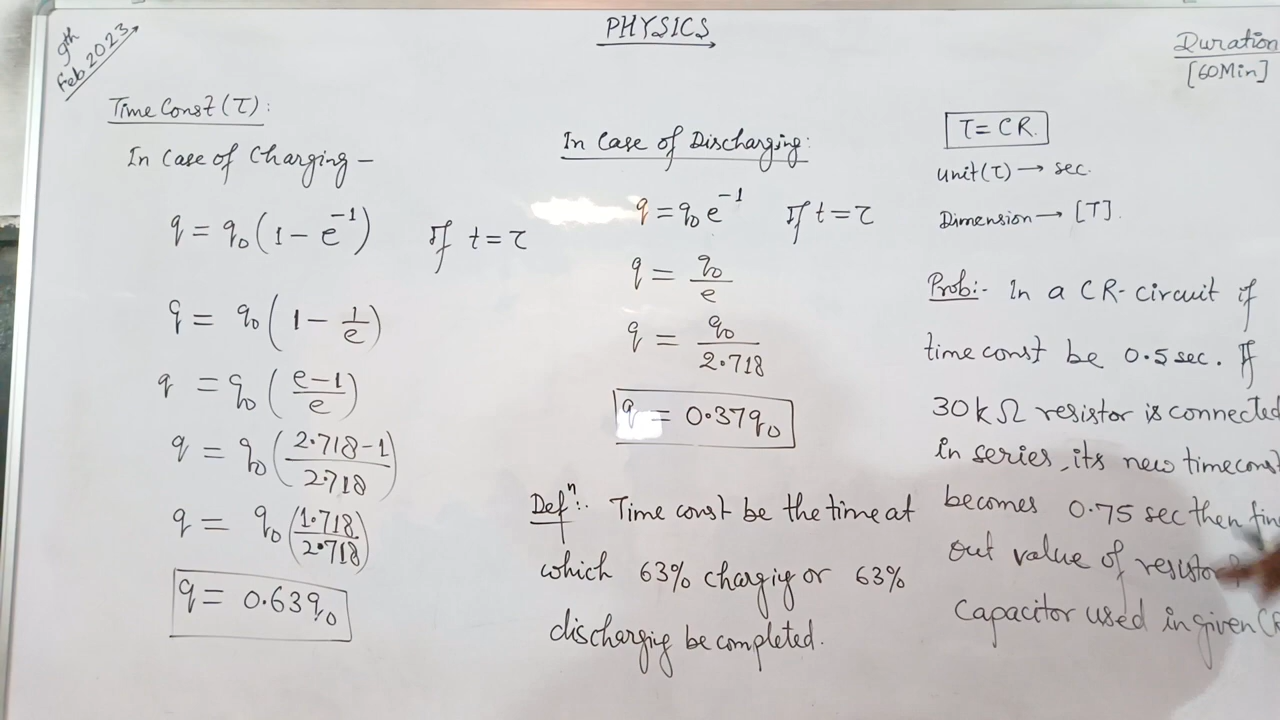 9th
Feb 2023
PHYSICS
Duration
[60Min]
Time Const (τ):
In Case of Charging –
q = q₀(1 – e⁻¹) If t = τ
q = q₀(1 – 1/e)
q = q₀((e–1)/e)
q = q₀((2.718–1)/2.718)
q = q₀(1.718/2.718)
q = 0.63q₀
In Case of Discharging:
q = q₀e⁻¹ If t = τ
q = q₀/e
q = q₀/2.718
q = 0.37q₀
Defⁿ:. Time const be the time at
which 63% chargig or 63%
dischargig be completed.
τ = CR.
unit(τ) → sec.
Dimension → [T].
Prob:- In a CR-circuit if
time const be 0.5 sec. If
30kΩ resistor is connected
in series, its new timeconst
becomes 0.75 sec then fin
out value of resistor
Capacitor used in given